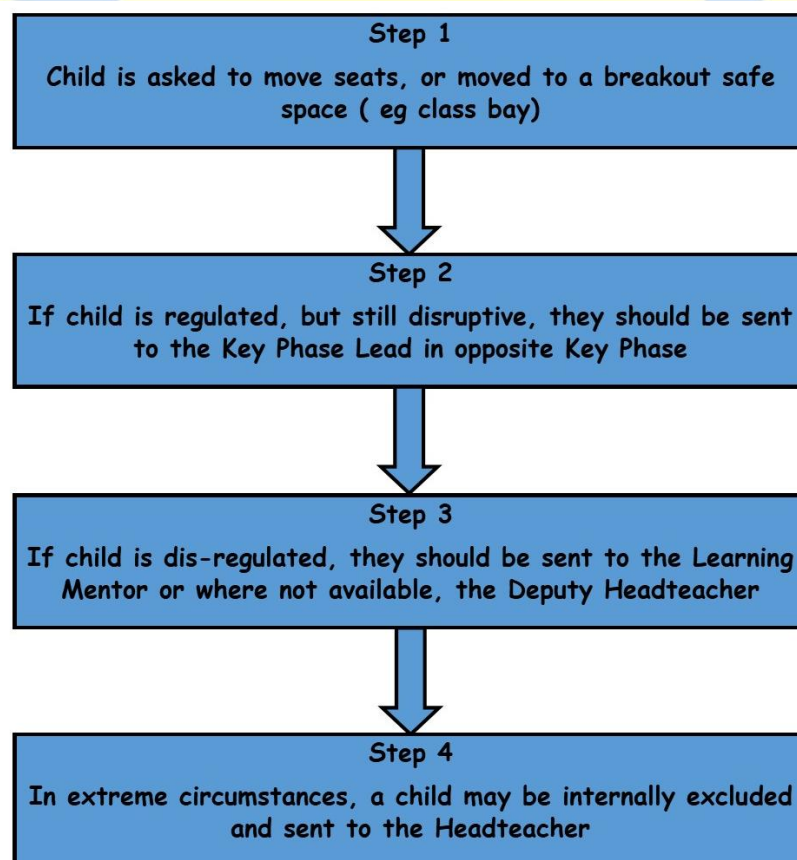 Step 1
Child is asked to move seats, or moved to a breakout safe
space ( eg class bay)
Step 2
If child is regulated, but still disruptive, they should be sent
to the Key Phase Lead in opposite Key Phase
Step 3
If child is dis-regulated, they should be sent to the Learning
Mentor or where not available, the Deputy Headteacher
Step 4
In extreme circumstances, a child may be internally excluded
and sent to the Headteacher